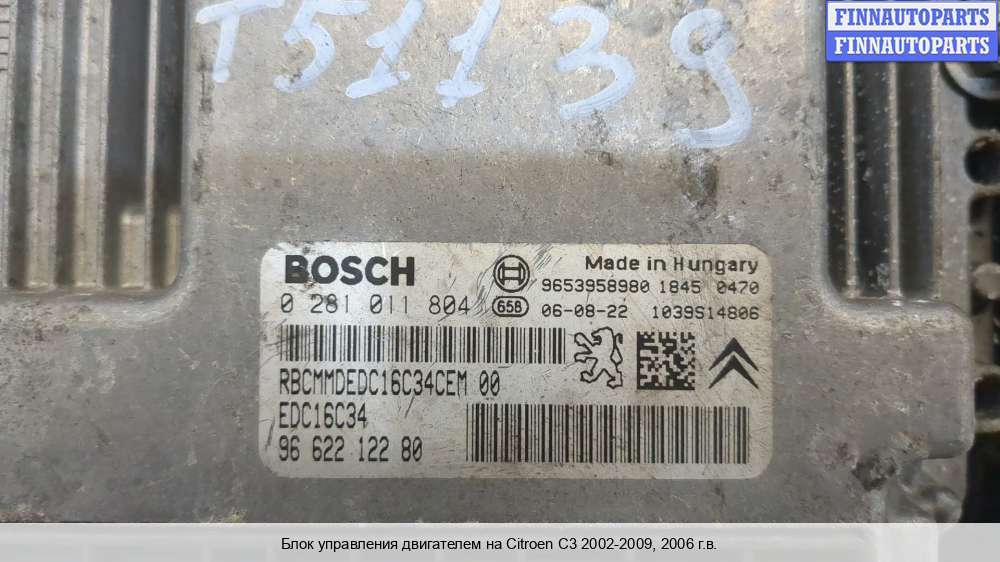 FINNAUTOPARTS
FINNAUTOPARTS
T51139
BOSCH
Made in Hungary
9653958980 1845 0470
0 281 011 804 658 06-08-22 1039S14806
RBCMMDEDC16C34CEM 00
EDC16C34
96 622 122 80
Блок управления двигателем на Citroen C3 2002-2009, 2006 г.в.